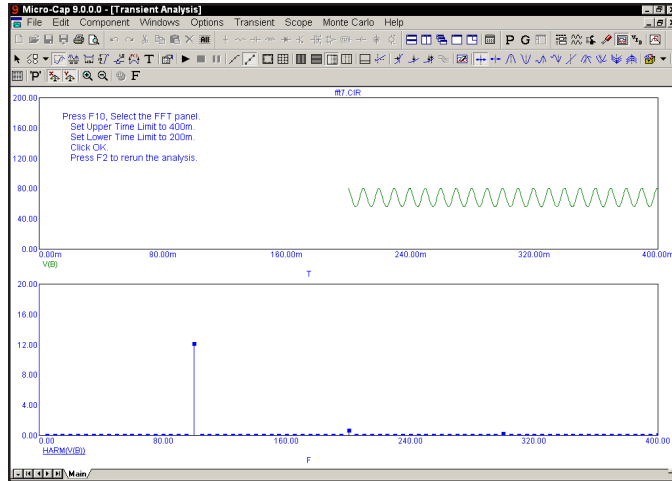 Micro-Cap 9.0.0.0 - [Transient Analysis]
File Edit Component Windows Options Transient Scope Monte Carlo Help
fft7.CIR
200.00
Press F10, Select the FFT panel.
Set Upper Time Limit to 400m.
Set Lower Time Limit to 200m.
Click OK.
Press F2 to rerun the analysis.
160.00
120.00
80.00
40.00
0.00
0.00m 80.00m 160.00m 240.00m 320.00m 400.00m
V(B)
T
20.00
16.00
12.00
8.00
4.00
0.00
0.00 80.00 160.00 240.00 320.00 400.00
HARM(V(B))
F
Main